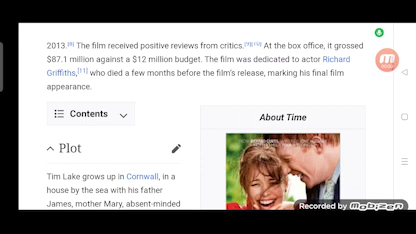 2013.[8] The film received positive reviews from critics.[9][10] At the box office, it grossed
$87.1 million against a $12 million budget. The film was dedicated to actor Richard
Griffiths,[11] who died a few months before the film's release, marking his final film
appearance.
Contents
About Time
Plot
Tim Lake grows up in Cornwall, in a
house by the sea with his father
James, mother Mary, absent-minded
Recorded by MOBIZEN